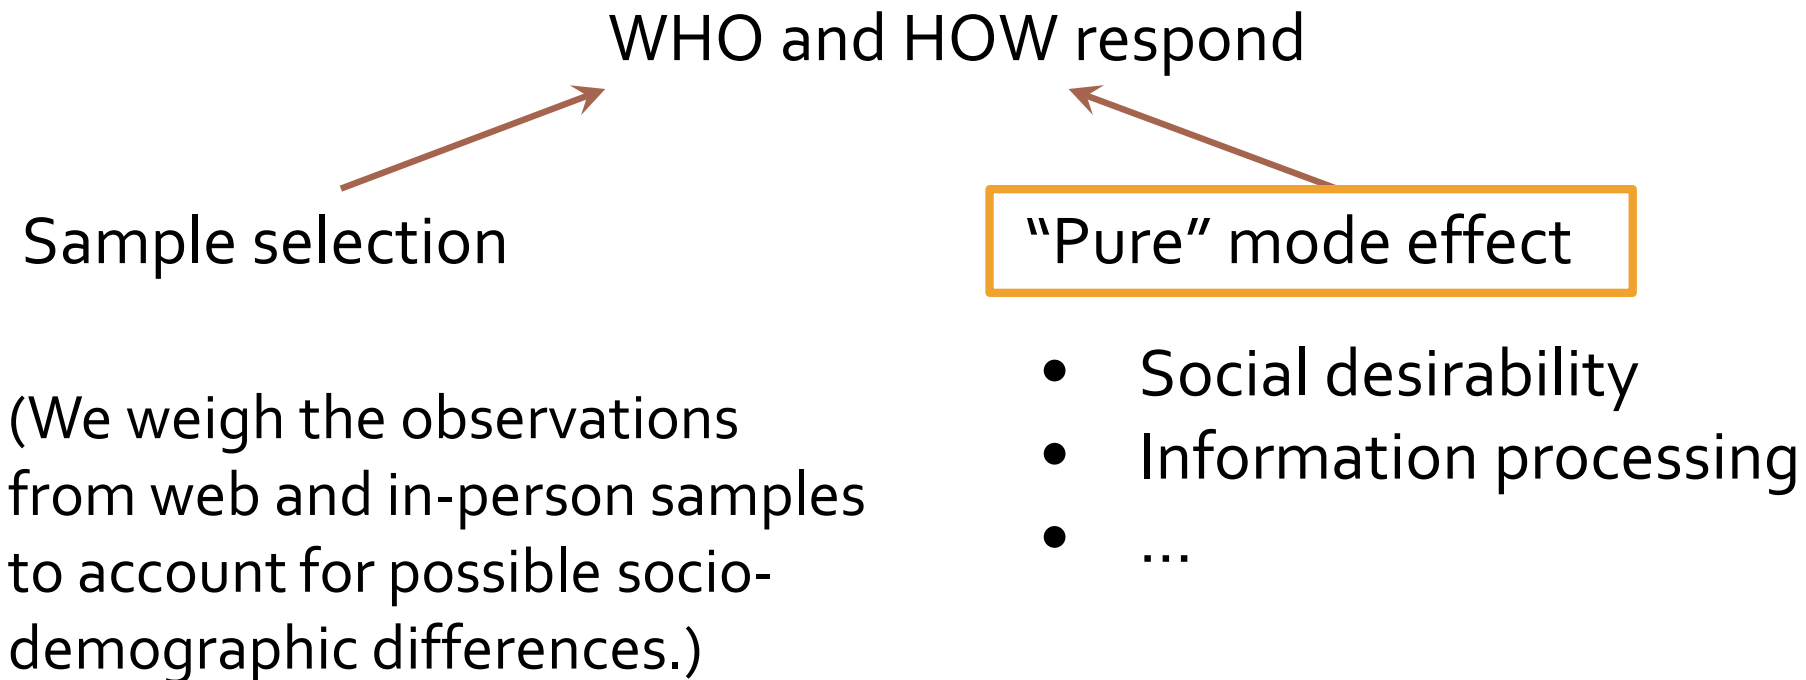 WHO and HOW respond
Sample selection
“Pure” mode effect
(We weigh the observations
from web and in-person samples
to account for possible socio-
demographic differences.)
• Social desirability
• Information processing
• ...